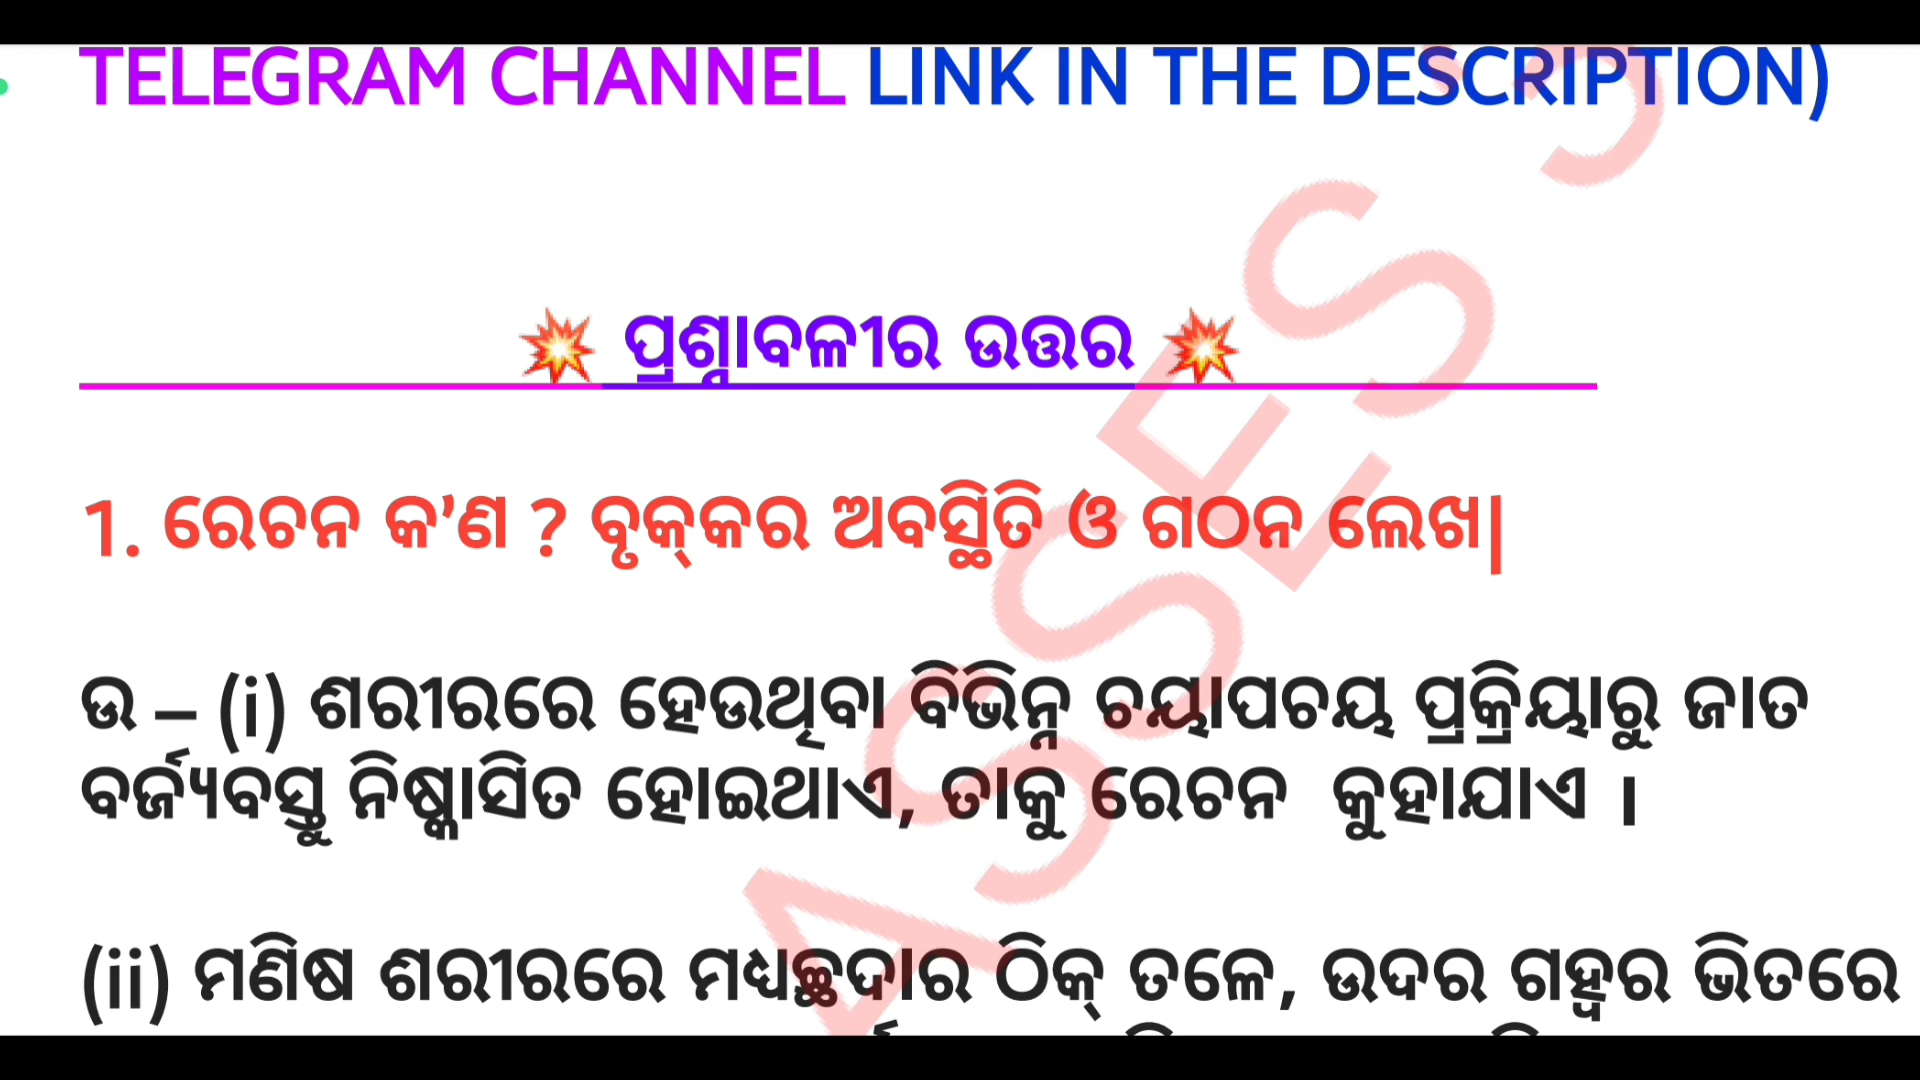 TELEGRAM CHANNEL LINK IN THE DESCRIPTION)
💥 ପ୍ରଶ୍ନାବଳୀର ଉତ୍ତର 💥
1. ରେଚନ କ'ଣ ? ବୃକ୍‌କର ଅବସ୍ଥିତି ଓ ଗଠନ ଲେଖ|
ଉ – (i) ଶରୀରରେ ହେଉଥିବା ବିଭିନ୍ନ ଚୟାପଚୟ ପ୍ରକ୍ରିୟାରୁ ଜାତ
ବର୍ଜ୍ୟବସ୍ତୁ ନିଷ୍କାସିତ ହୋଇଥାଏ, ତାକୁ ରେଚନ କୁହାଯାଏ ।
(ii) ମଣିଷ ଶରୀରରେ ମଧ୍ୟଚ୍ଛଦାର ଠିକ୍ ତଳେ, ଉଦର ଗହ୍ୱର ଭିତରେ